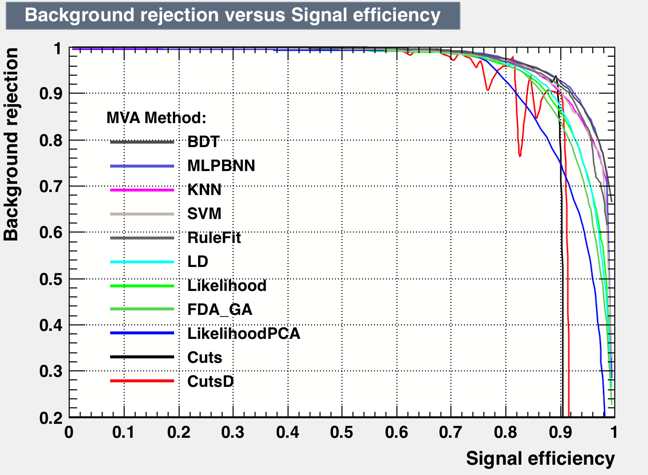 Background rejection versus Signal efficiency
Background rejection
1
0.9
0.8
0.7
0.6
0.5
0.4
0.3
0.2
MVA Method:
BDT
MLPBNN
KNN
SVM
RuleFit
LD
Likelihood
FDA_GA
LikelihoodPCA
Cuts
CutsD
0 0.1 0.2 0.3 0.4 0.5 0.6 0.7 0.8 0.9 1
Signal efficiency